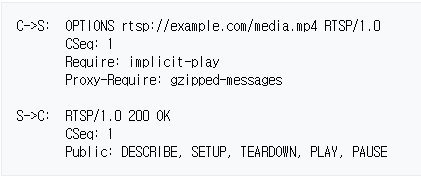 C->S:  OPTIONS rtsp://example.com/media.mp4 RTSP/1.0
       CSeq: 1
       Require: implicit-play
       Proxy-Require: gzipped-messages

S->C:  RTSP/1.0 200 OK
       CSeq: 1
       Public: DESCRIBE, SETUP, TEARDOWN, PLAY, PAUSE